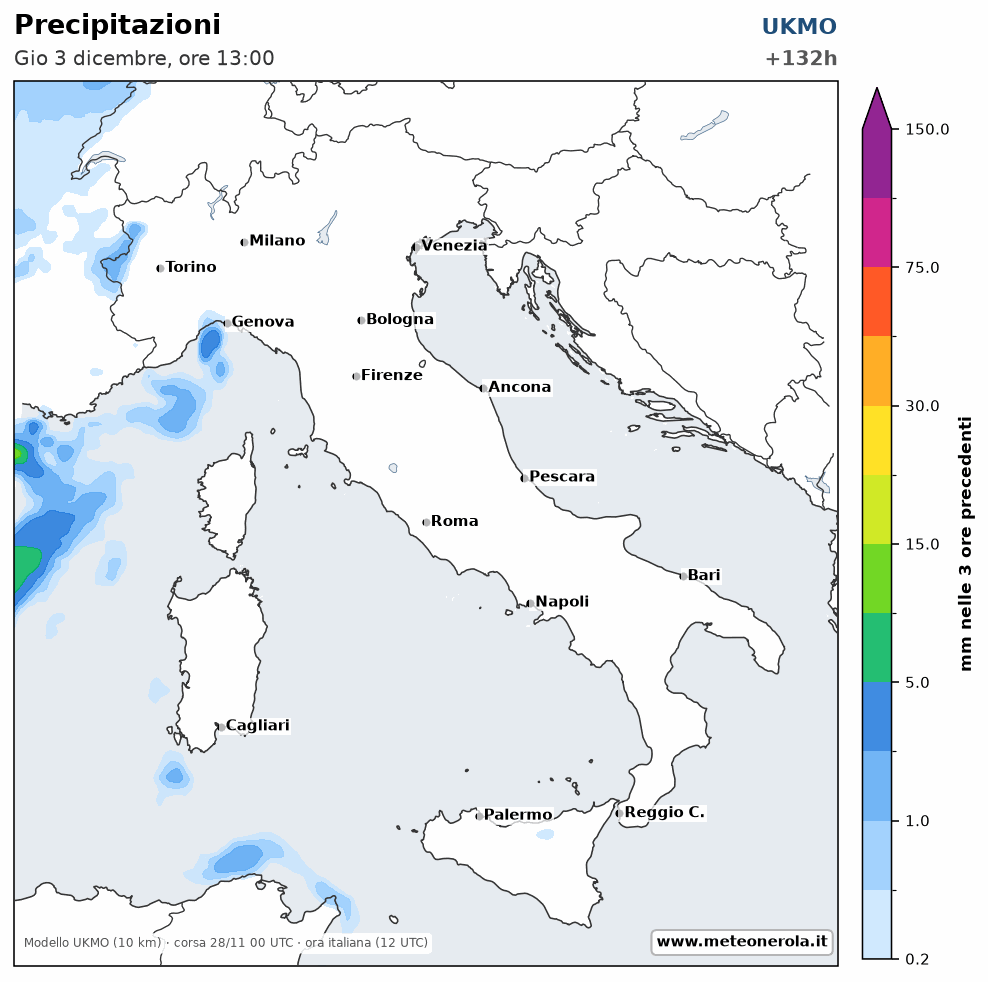 Precipitazioni
UKMO
Gio 3 dicembre, ore 13:00
+132h
150.0
75.0
30.0
15.0
5.0
1.0
0.2
mm nelle 3 ore precedenti
Milano
Venezia
Torino
Genova
Bologna
Firenze
Ancona
Pescara
Roma
Bari
Napoli
Cagliari
Palermo
Reggio C.
Modello UKMO (10 km) · corsa 28/11 00 UTC · ora italiana (12 UTC)
www.meteonerola.it